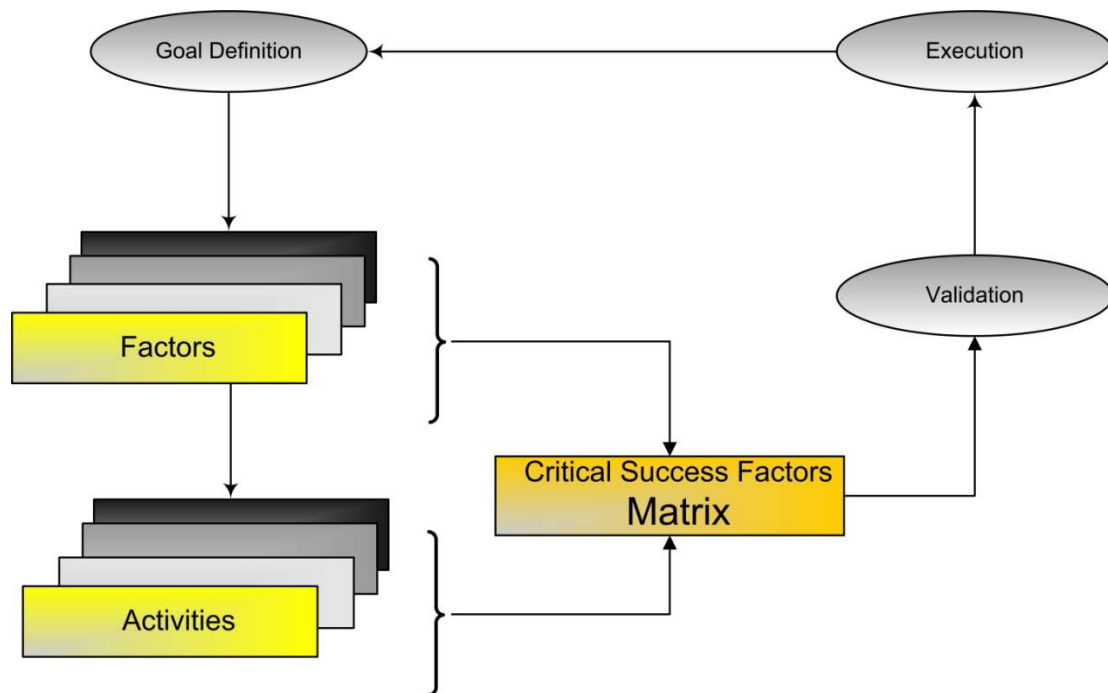 Goal Definition
Execution
Validation
Factors
Critical Success Factors
Matrix
Activities